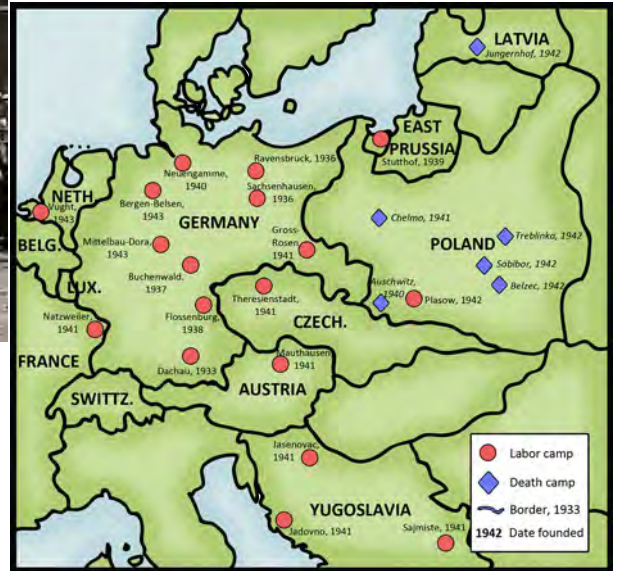 LATVIA
Jungernhof, 1942
EAST
PRUSSIA
Stutthof, 1939
Ravensbruck, 1936
Neuengamme,
1940
Sachsenhausen,
1936
NETH
Vught,
1943
Bergen-Belsen,
1943
GERMANY
Chelmo, 1941
BELG.
Mittelbau-Dora,
1943
Gross-
Rosen,
1941
POLAND
Treblinka, 1942
Sobibor, 1942
Buchenwald,
1937
LUX.
Auschwitz,
1940
Belzec, 1942
Theresienstadt,
1941
Plasow, 1942
Natzweiler,
1941
Flossenburg,
1938
CZECH.
FRANCE
Dachau, 1933
Mauthausen,
1941
SWITTZ.
AUSTRIA
Jasenovac,
1941
YUGOSLAVIA
Jadovno, 1941
Sajmiste, 1941
Labor camp
Death camp
Border, 1933
1942 Date founded